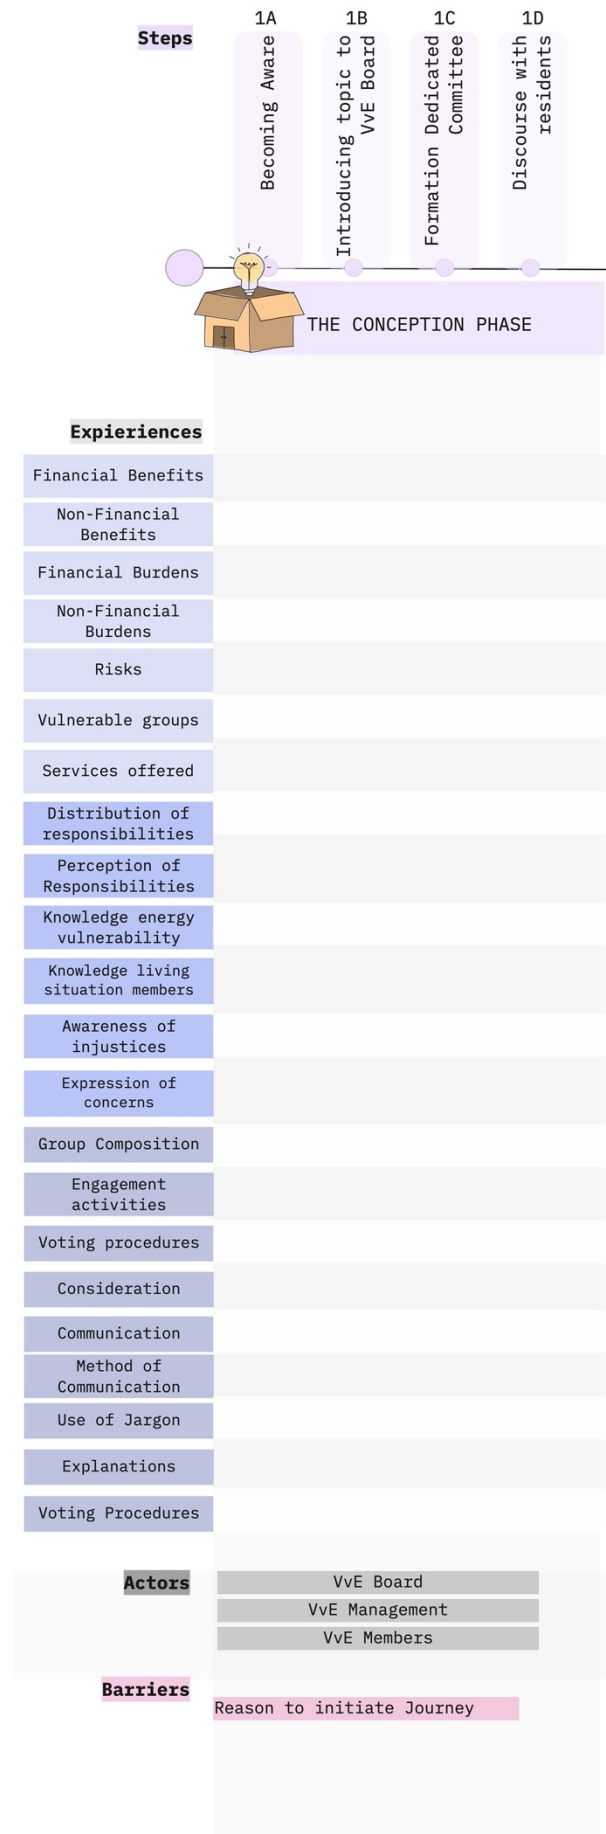 1A
1B
1C
1D
Steps
Becoming Aware
Introducing topic to
VvE Board
Formation Dedicated
Committee
Discourse with
residents
THE CONCEPTION PHASE
Expieriences
Financial Benefits
Non-Financial
Benefits
Financial Burdens
Non-Financial
Burdens
Risks
Vulnerable groups
Services offered
Distribution of
responsibilities
Perception of
Responsibilities
Knowledge energy
vulnerability
Knowledge living
situation members
Awareness of
injustices
Expression of
concerns
Group Composition
Engagement
activities
Voting procedures
Consideration
Communication
Method of
Communication
Use of Jargon
Explanations
Voting Procedures
Actors
VvE Board
VvE Management
VvE Members
Barriers
Reason to initiate Journey